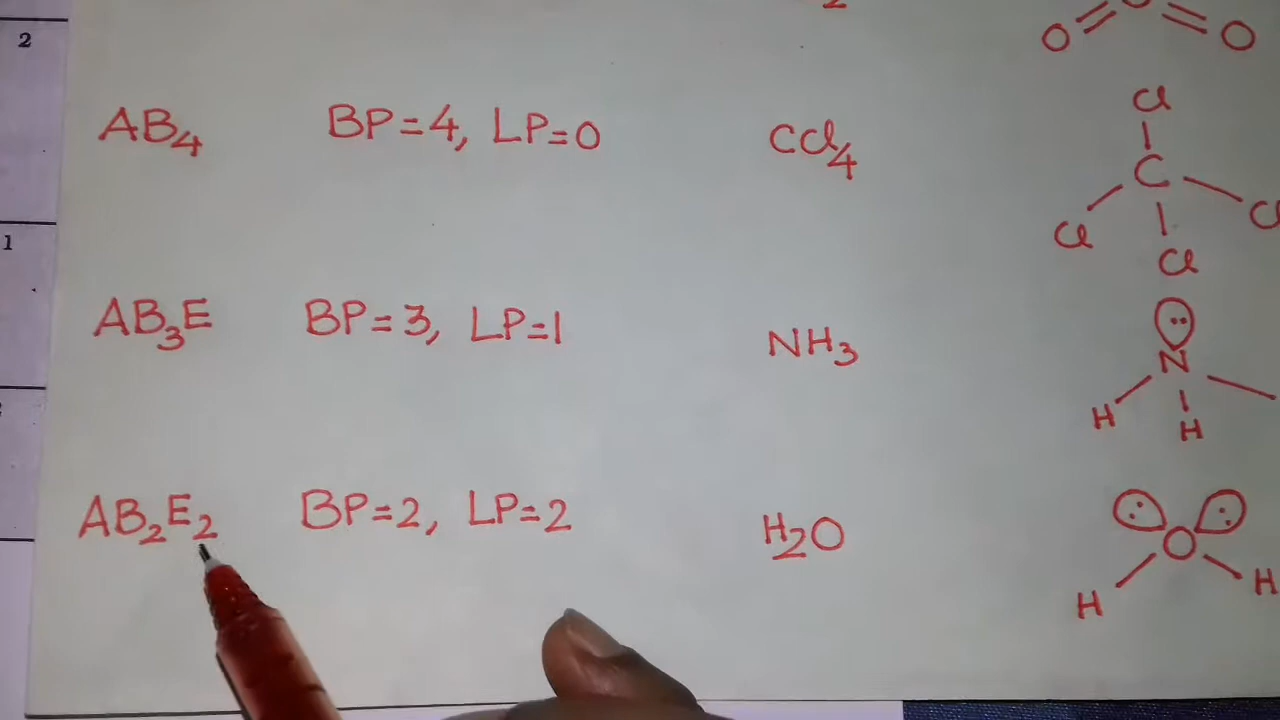 2
O O
Cl
AB4 BP=4, LP=0 CCl4
C
Cl
Cl
1
AB3E BP=3, LP=1 NH3
N
H
H
AB2E2 BP=2, LP=2 H2O
O
H
H